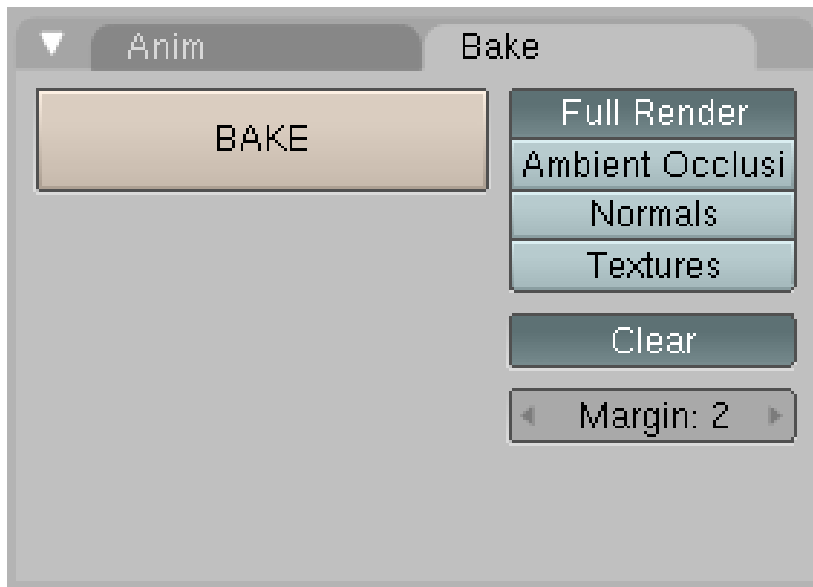 Anim
Bake
BAKE
Full Render
Ambient Occlusi
Normals
Textures
Clear
Margin: 2